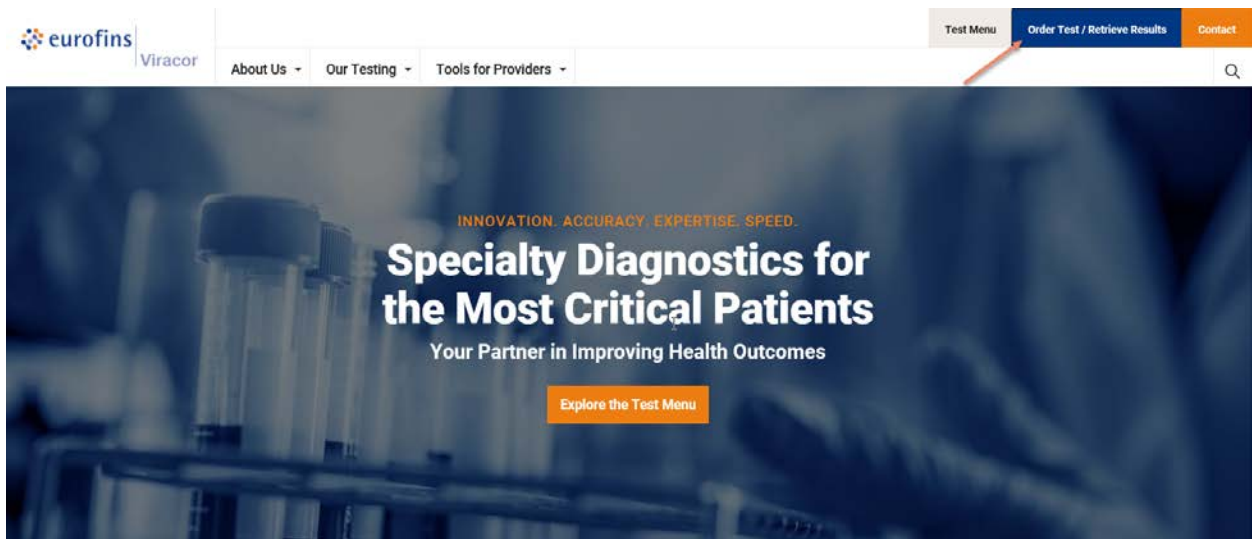 eurofins
Viracor
Test Menu
Order Test / Retrieve Results
Contact
About Us
Our Testing
Tools for Providers
INNOVATION. ACCURACY, EXPERTISE. SPEED.
Specialty Diagnostics for
the Most Critical Patients
Your Partner in Improving Health Outcomes
Explore the Test Menu